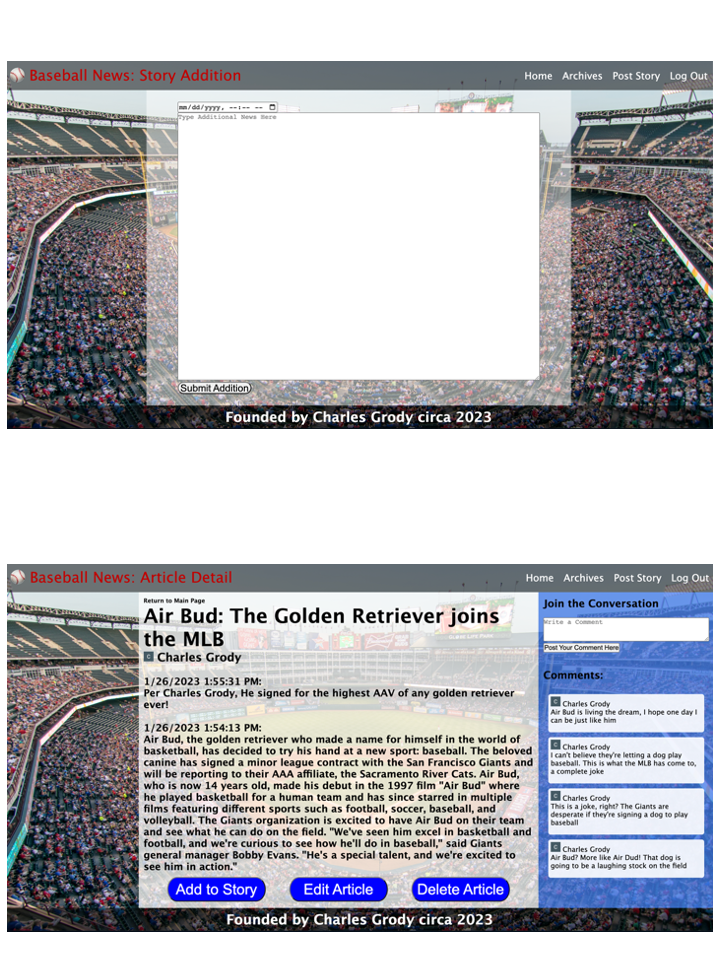 Baseball News: Story Addition
Home Archives Post Story Log Out
mm/dd/yyyy, --:-- --
Type Additional News Here
Submit Addition
Founded by Charles Grody circa 2023
Baseball News: Article Detail
Home Archives Post Story Log Out
Return to Main Page
Air Bud: The Golden Retriever joins
the MLB
C Charles Grody
1/26/2023 1:55:31 PM:
Per Charles Grody, He signed for the highest AAV of any golden retriever
ever!
1/26/2023 1:54:13 PM:
Air Bud, the golden retriever who made a name for himself in the world of
basketball, has decided to try his hand at a new sport: baseball. The beloved
canine has signed a minor league contract with the San Francisco Giants and
will be reporting to their AAA affiliate, the Sacramento River Cats. Air Bud,
who is now 14 years old, made his debut in the 1997 film "Air Bud" where
he played basketball for a human team and has since starred in multiple
films featuring different sports such as football, soccer, baseball, and
volleyball. The Giants organization is excited to have Air Bud on their team
and see what he can do on the field. "We've seen him excel in basketball and
football, and we're curious to see how he'll do in baseball," said Giants
general manager Bobby Evans. "He's a special talent, and we're excited to
see him in action."
Add to Story Edit Article Delete Article
Join the Conversation
Write a Comment
Post Your Comment Here
Comments:
C Charles Grody
Air Bud is living the dream, I hope one day I
can be just like him
C Charles Grody
I can't believe they're letting a dog play
baseball. This is what the MLB has come to,
a complete joke
C Charles Grody
This is a joke, right? The Giants are
desperate if they're signing a dog to play
baseball
C Charles Grody
Air Bud? More like Air Dud! That dog is
going to be a laughing stock on the field
Founded by Charles Grody circa 2023